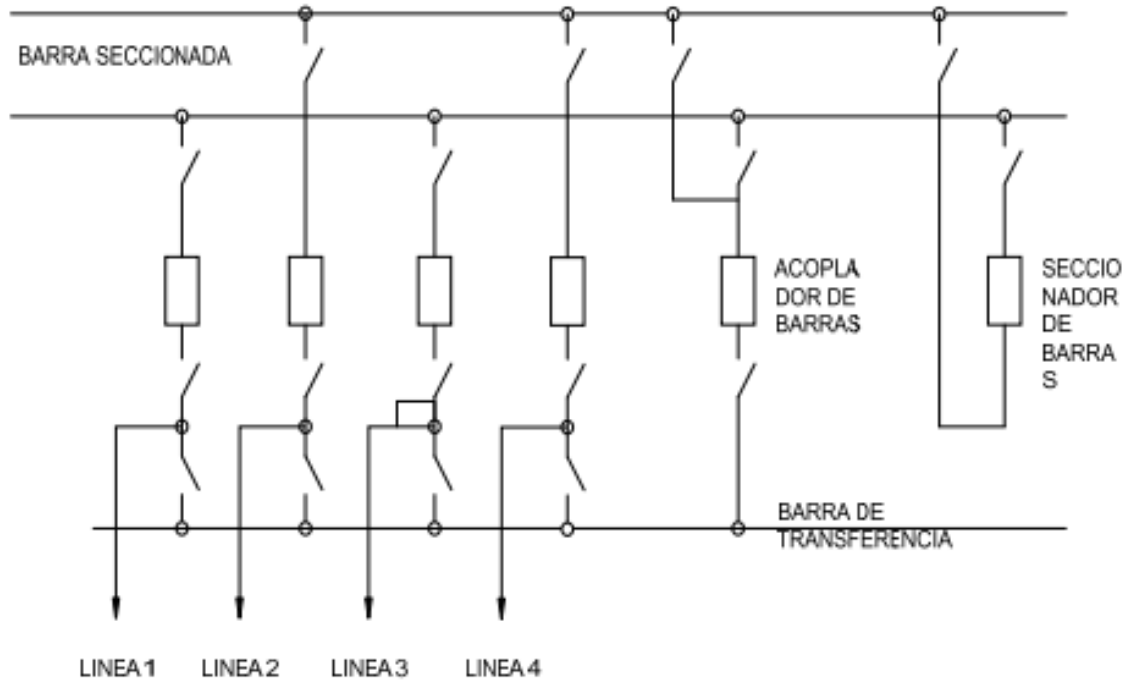 BARRA SECCIONADA
ACOPLA
DOR DE
BARRAS
SECCIO
NADOR
DE
BARRA
S
BARRA DE
TRANSFERENCIA
LINEA 1
LINEA 2
LINEA 3
LINEA 4